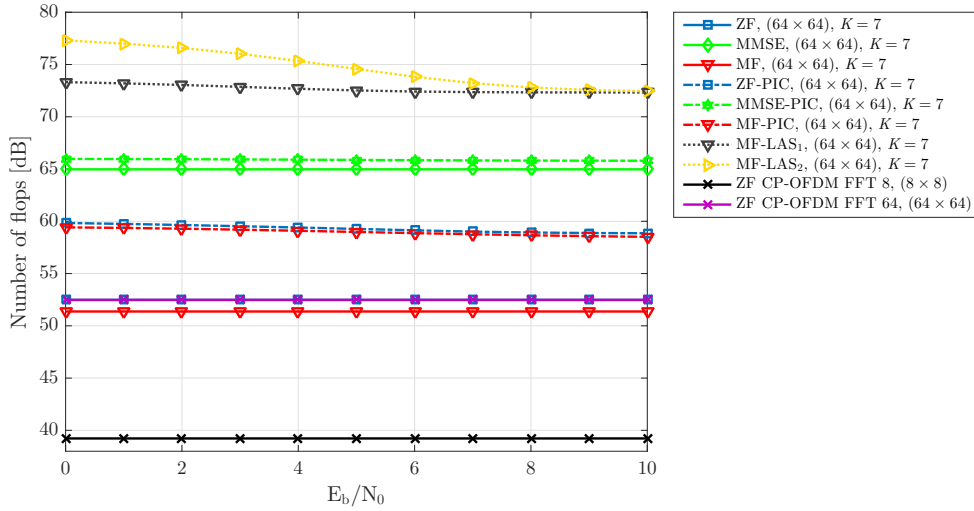 80
75
70
65
60
55
50
45
40
0
2
4
6
8
10
Number of flops [dB]
E_b/N_0
ZF, (64 × 64), K = 7
MMSE, (64 × 64), K = 7
MF, (64 × 64), K = 7
ZF-PIC, (64 × 64), K = 7
MMSE-PIC, (64 × 64), K = 7
MF-PIC, (64 × 64), K = 7
MF-LAS₁, (64 × 64), K = 7
MF-LAS₂, (64 × 64), K = 7
ZF CP-OFDM FFT 8, (8 × 8)
ZF CP-OFDM FFT 64, (64 × 64)